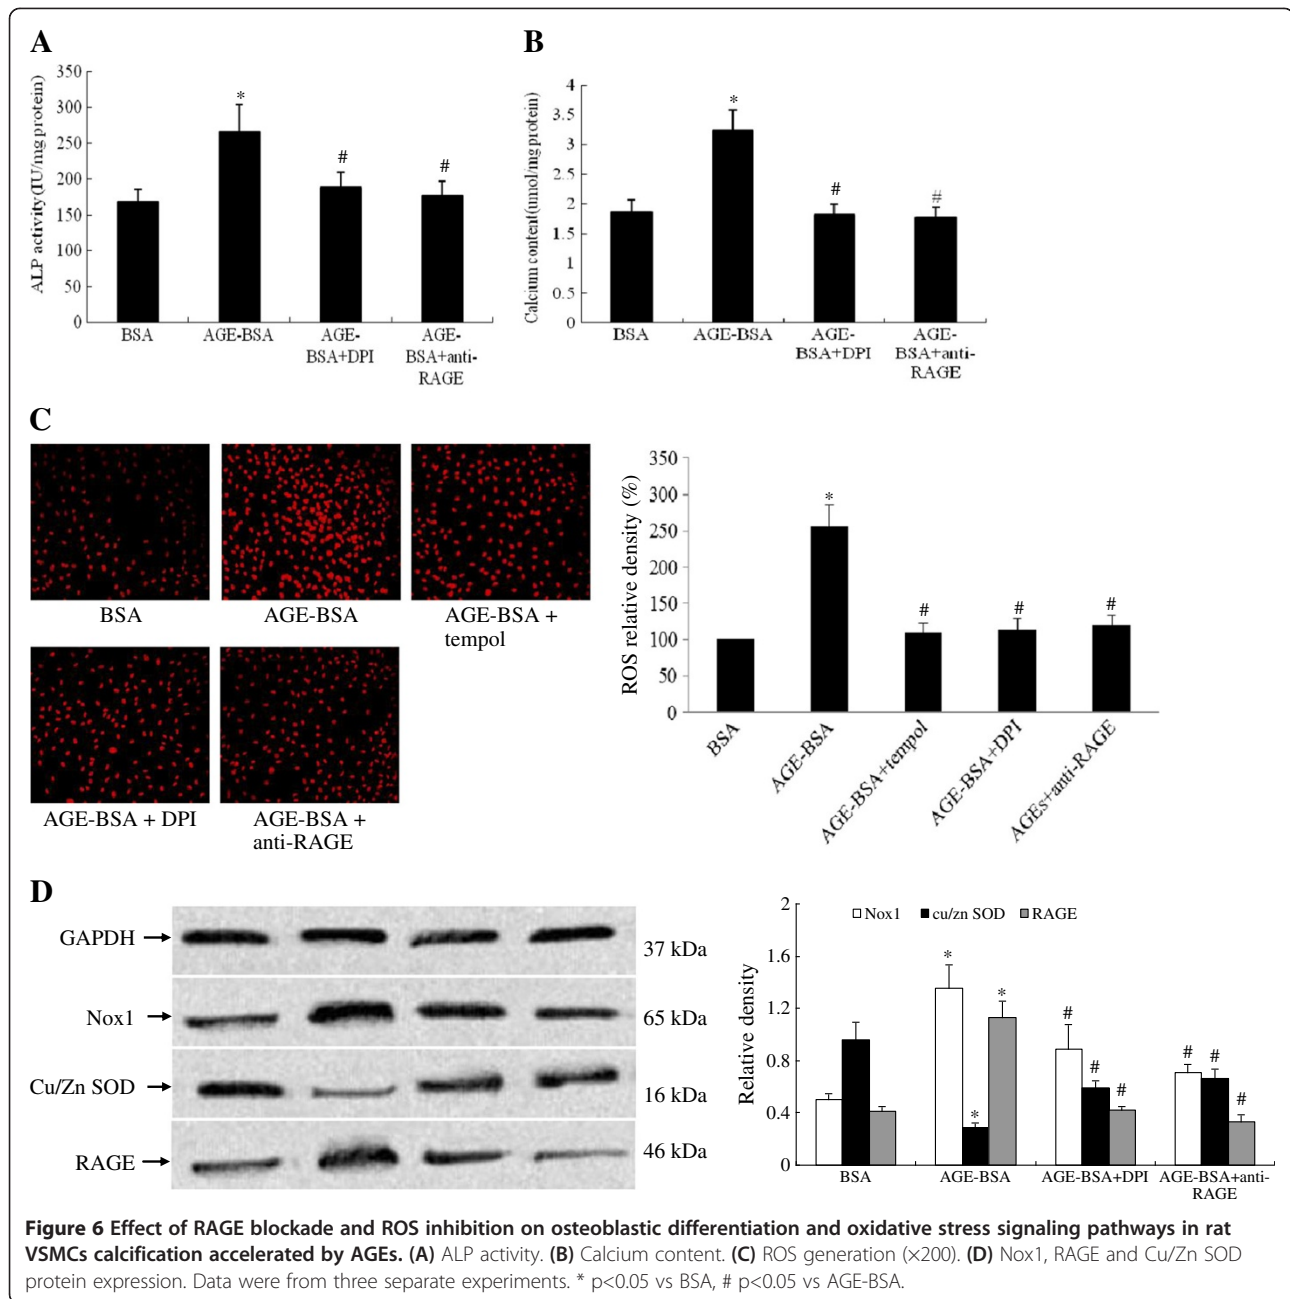 A
ALP activity(IU/mg protein)
350
300
250
200
150
100
50
0
*
#
#
BSA
AGE-BSA
AGE-
BSA+DPI
AGE-
BSA+anti-
RAGE
B
Calcium content(umol/mg protein)
4
3.5
3
2.5
2
1.5
1
0.5
0
*
#
#
BSA
AGE-BSA
AGE-
BSA+DPI
AGE-
BSA+anti-
RAGE
C
BSA
AGE-BSA
AGE-BSA +
tempol
AGE-BSA + DPI
AGE-BSA +
anti-RAGE
ROS relative density (%)
350
300
250
200
150
100
50
0
*
#
#
#
BSA
AGE-BSA
AGE-BSA+tempol
AGE-BSA+DPI
AGEs+anti-RAGE
D
GAPDH
37 kDa
Nox1
65 kDa
Cu/Zn SOD
16 kDa
RAGE
46 kDa
Relative density
2
1.6
1.2
0.8
0.4
0
Nox1 cu/zn SOD RAGE
*
*
*
#
#
#
#
#
#
BSA
AGE-BSA
AGE-BSA+DPI
AGE-BSA+anti-
RAGE
Figure 6 Effect of RAGE blockade and ROS inhibition on osteoblastic differentiation and oxidative stress signaling pathways in rat
VSMCs calcification accelerated by AGEs. (A) ALP activity. (B) Calcium content. (C) ROS generation (×200). (D) Nox1, RAGE and Cu/Zn SOD
protein expression. Data were from three separate experiments. * p<0.05 vs BSA, # p<0.05 vs AGE-BSA.